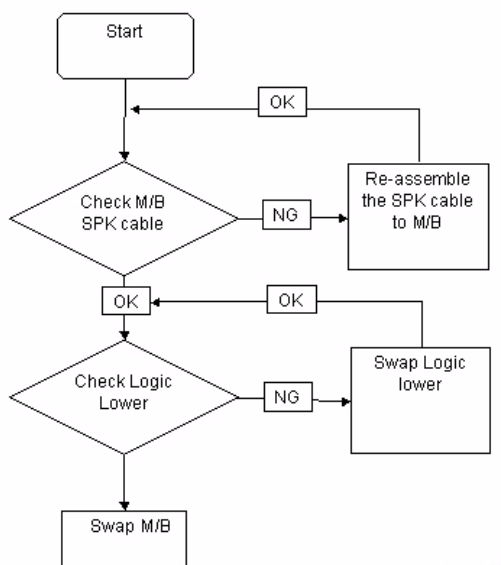 Start
OK
Check M/B
SPK cable
NG
Re-assemble
the SPK cable
to M/B
OK
OK
Check Logic
Lower
NG
Swap Logic
lower
Swap M/B